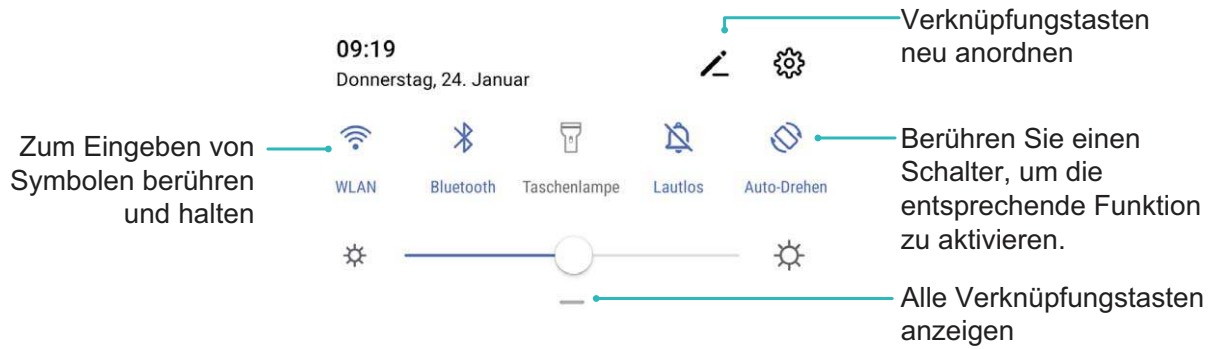 Verknüpfungstasten
neu anordnen
09:19
Donnerstag, 24. Januar
Zum Eingeben von
Symbolen berühren
und halten
WLAN
Bluetooth
Taschenlampe
Lautlos
Auto-Drehen
Berühren Sie einen
Schalter, um die
entsprechende Funktion
zu aktivieren.
Alle Verknüpfungstasten
anzeigen